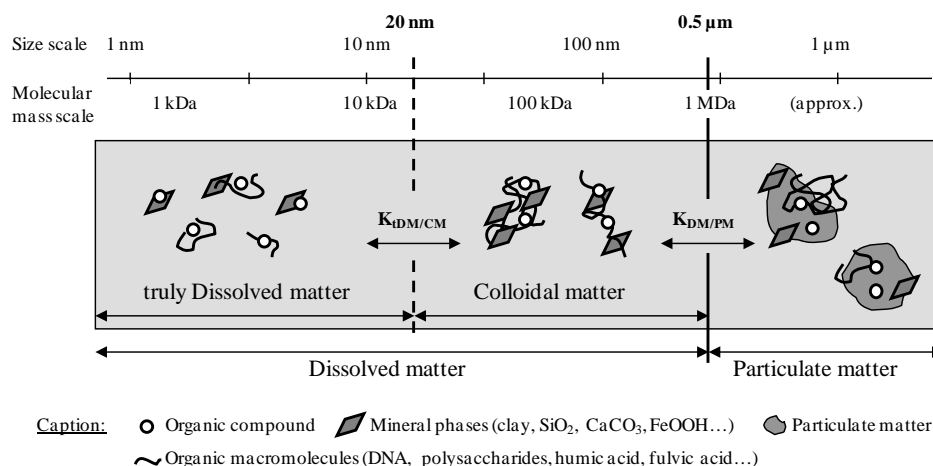 20 nm 0.5 µm
Size scale 1 nm 10 nm 100 nm 1 µm
Molecular
mass scale 1 kDa 10 kDa 100 kDa 1 MDa (approx.)
K_tDM/CM K_DM/PM
truly Dissolved matter Colloidal matter
Dissolved matter Particulate matter
Caption: Organic compound Mineral phases (clay, SiO₂, CaCO₃, FeOOH…) Particulate matter
Organic macromolecules (DNA, polysaccharides, humic acid, fulvic acid…)